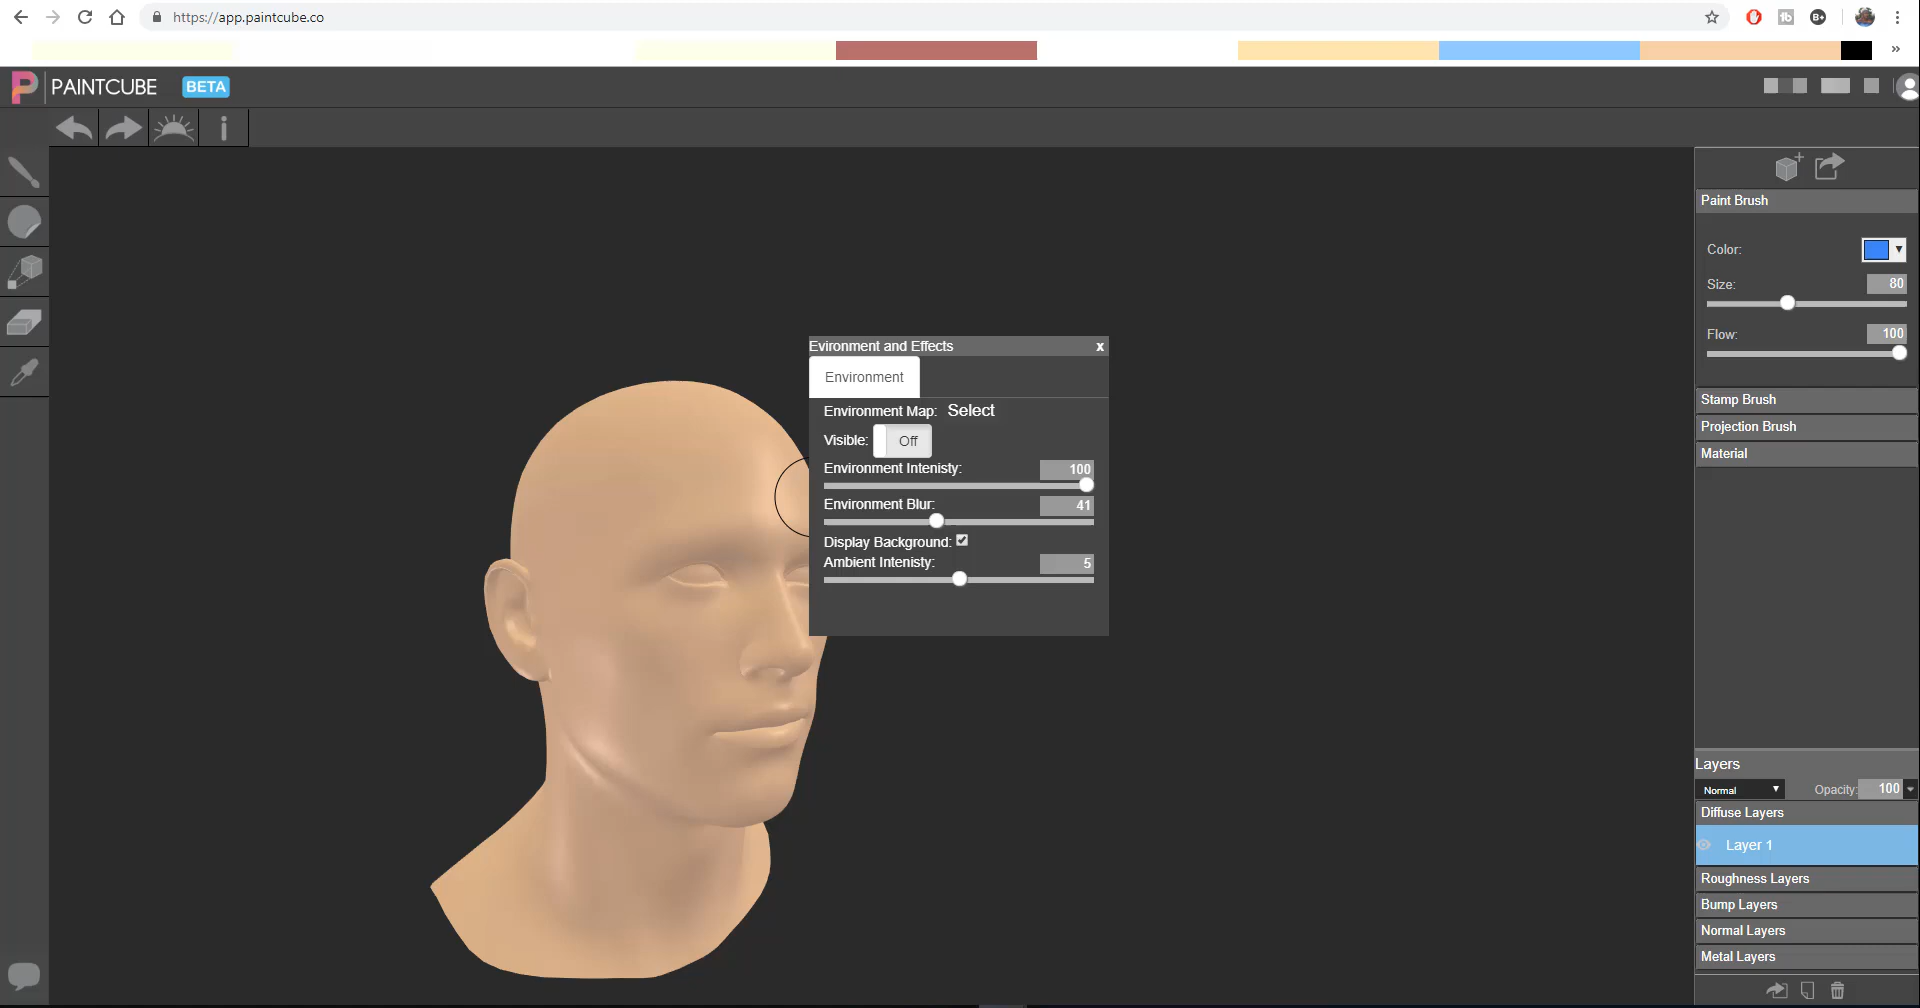 https://app.paintcube.co
PAINTCUBE BETA
Paint Brush
Color:
Size: 80
Flow: 100
Stamp Brush
Projection Brush
Material
Evironment and Effects x
Environment
Environment Map: Select
Visible: Off
Environment Intenisty: 100
Environment Blur: 41
Display Background:
Ambient Intenisty: 5
Layers
Normal Opacity: 100
Diffuse Layers
Layer 1
Roughness Layers
Bump Layers
Normal Layers
Metal Layers